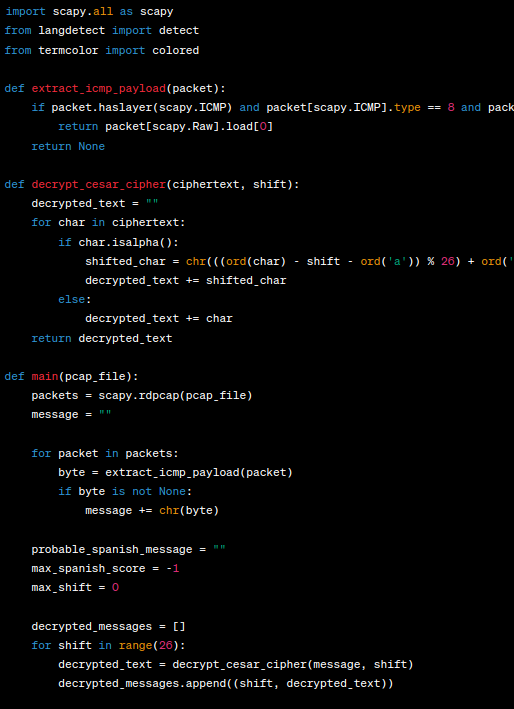 import scapy.all as scapy
from langdetect import detect
from termcolor import colored
def extract_icmp_payload(packet):
if packet.haslayer(scapy.ICMP) and packet[scapy.ICMP].type == 8 and pack
return packet[scapy.Raw].load[0]
return None
def decrypt_cesar_cipher(ciphertext, shift):
decrypted_text = ""
for char in ciphertext:
if char.isalpha():
shifted_char = chr(((ord(char) - shift - ord('a')) % 26) + ord('
decrypted_text += shifted_char
else:
decrypted_text += char
return decrypted_text
def main(pcap_file):
packets = scapy.rdpcap(pcap_file)
message = ""
for packet in packets:
byte = extract_icmp_payload(packet)
if byte is not None:
message += chr(byte)
probable_spanish_message = ""
max_spanish_score = -1
max_shift = 0
decrypted_messages = []
for shift in range(26):
decrypted_text = decrypt_cesar_cipher(message, shift)
decrypted_messages.append((shift, decrypted_text))